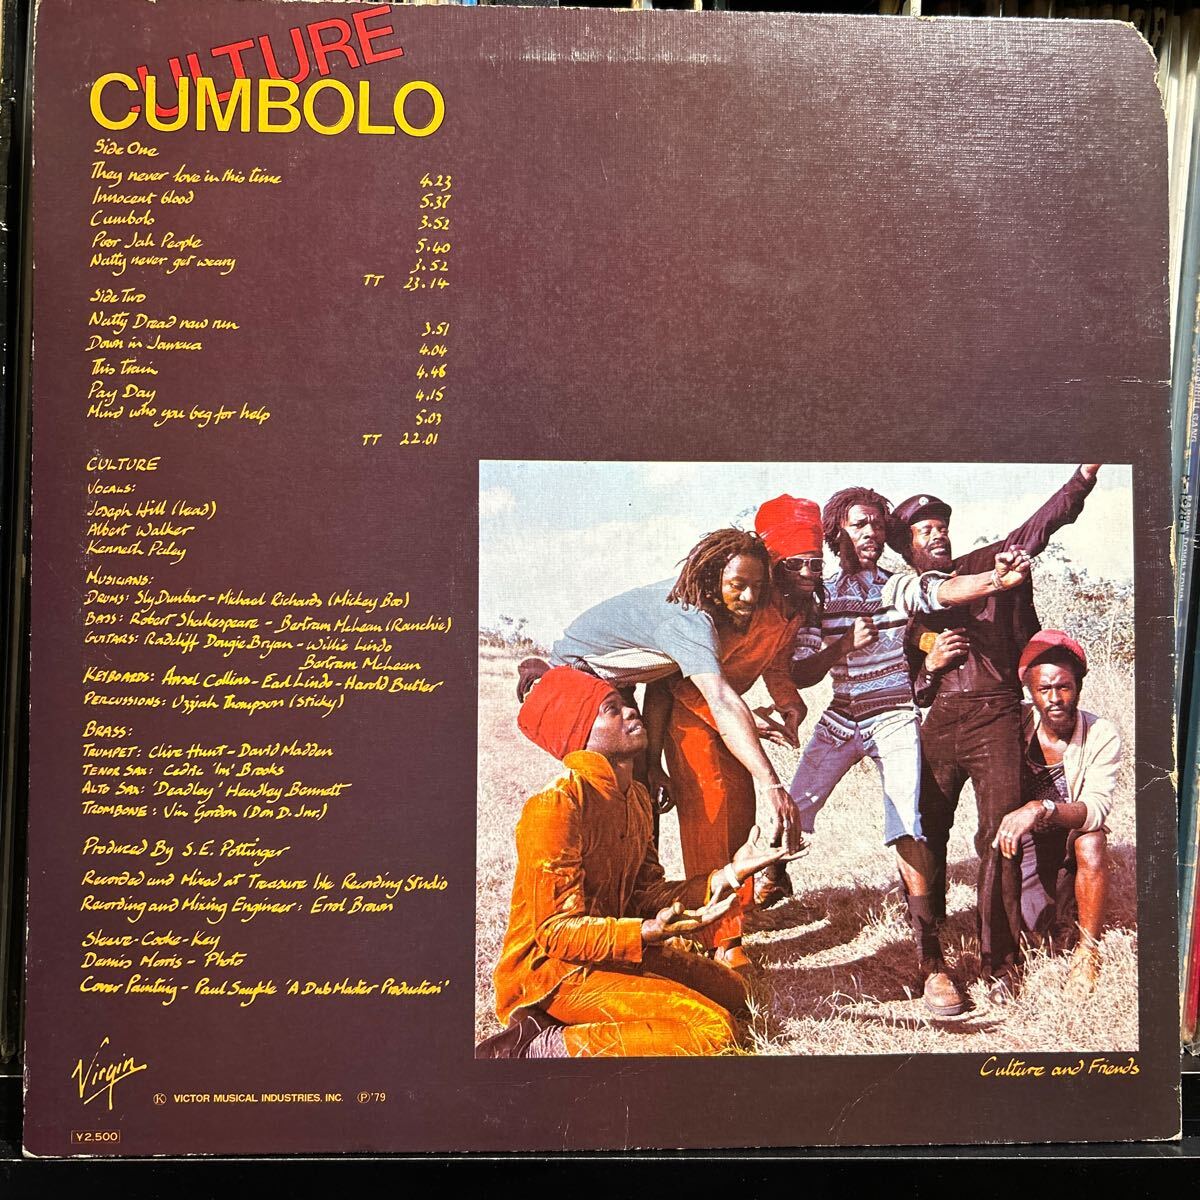 CULTURE
CUMBOLO
Side One
They never love in this time 4.23
Innocent blood 5.37
Cumbolo 3.52
Poor Jah People 5.40
Natty never get weary 3.52
TT 23.14
Side Two
Natty Dread naw run 3.51
Down in Jamaica 4.04
This Train 4.48
Pay Day 4.15
Mind who you beg for help 5.03
TT 22.01
CULTURE
VOCALS:
Joseph Hill (lead)
Albert Walker
Kenneth Paley
MUSICIANS:
DRUMS: Sly Dunbar - Michael Richards (Mickey Boo)
BASS: Robert Shakespeare - Bertram McLean (Ranchie)
GUITARS: Radcliff Dougie Bryan - Willie Lindo
Bertram McLean
KEYBOARDS: Ansel Collins - Earl Lindo - Harold Butler
PERCUSSIONS: Uzziah Thompson (Sticky)
BRASS:
TRUMPET: Clive Hunt - David Madden
TENOR SAX: Cedric 'Im' Brooks
ALTO SAX: 'Deadley' Headley Bennett
TROMBONE: Vin Gordon (Don D. Jnr.)
Produced By S.E. Pottinger
Recorded and Mixed at Treasure Isle Recording Studio
Recording and Mixing Engineer: Errol Brown
Sleeve - Cooke-Key
Dennis Morris - Photo
Cover Painting - Paul 'A Dub Master Production'
Culture and Friends
Virgin
Ⓚ VICTOR MUSICAL INDUSTRIES, INC. Ⓟ'79
¥2,500